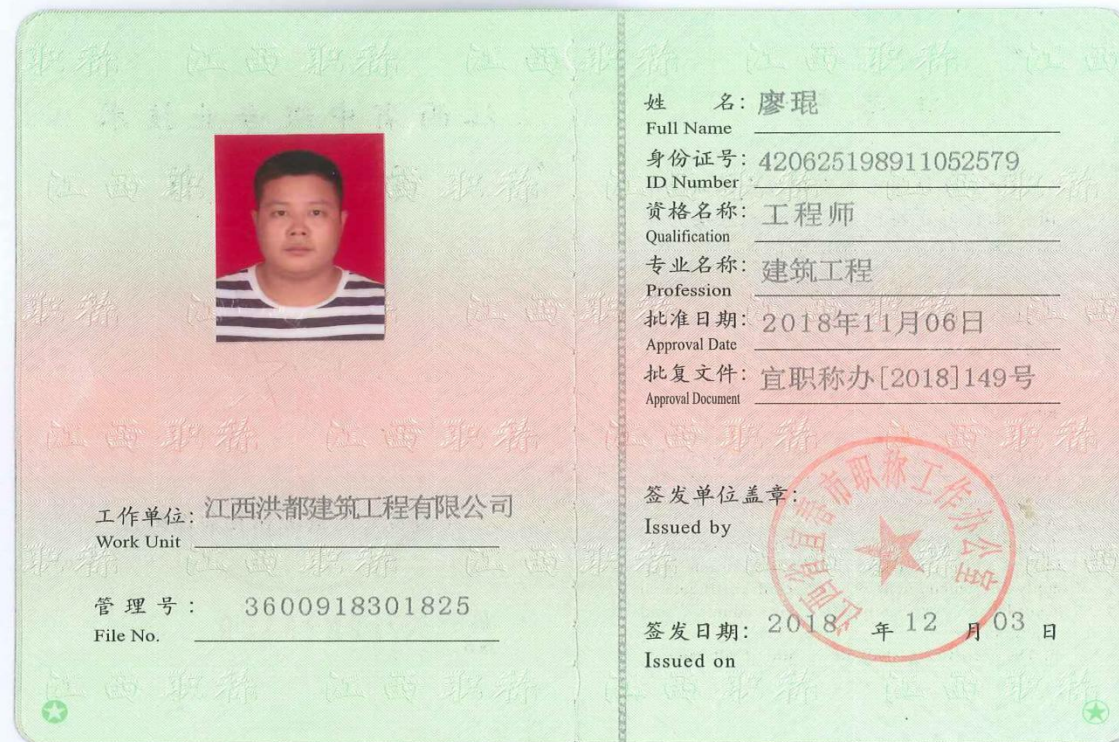 工作单位: 江西洪都建筑工程有限公司
Work Unit
管 理 号: 3600918301825
File No.
姓 名: 廖琨
Full Name
身份证号: 420625198911052579
ID Number
资格名称: 工程师
Qualification
专业名称: 建筑工程
Profession
批准日期: 2018年11月06日
Approval Date
批复文件: 宜职称办[2018]149号
Approval Document
签发单位盖章:
Issued by
江西省宜春市职称工作办公室
签发日期: 2018 年 12 月 03 日
Issued on
江西职称